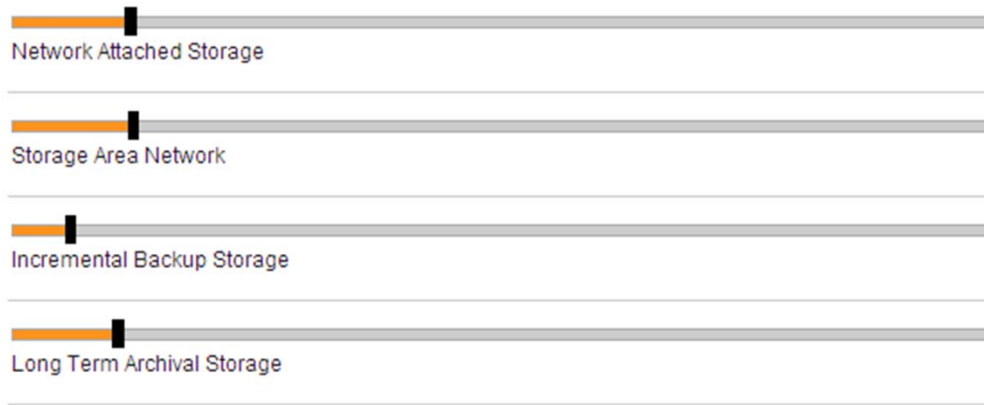 Network Attached Storage
Storage Area Network
Incremental Backup Storage
Long Term Archival Storage